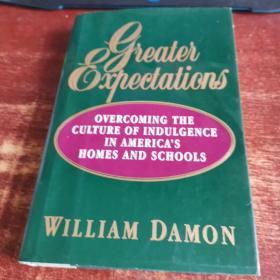 Greater
Expectations
OVERCOMING THE
CULTURE OF INDULGENCE
IN AMERICA'S
HOMES AND SCHOOLS
WILLIAM DAMON